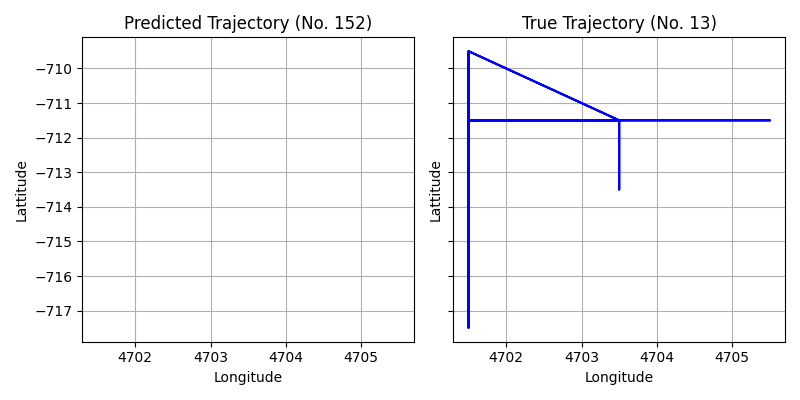 Predicted Trajectory (No. 152)
True Trajectory (No. 13)
Lattitude
−710
−711
−712
−713
−714
−715
−716
−717
4702 4703 4704 4705
Longitude
Lattitude
4702 4703 4704 4705
Longitude